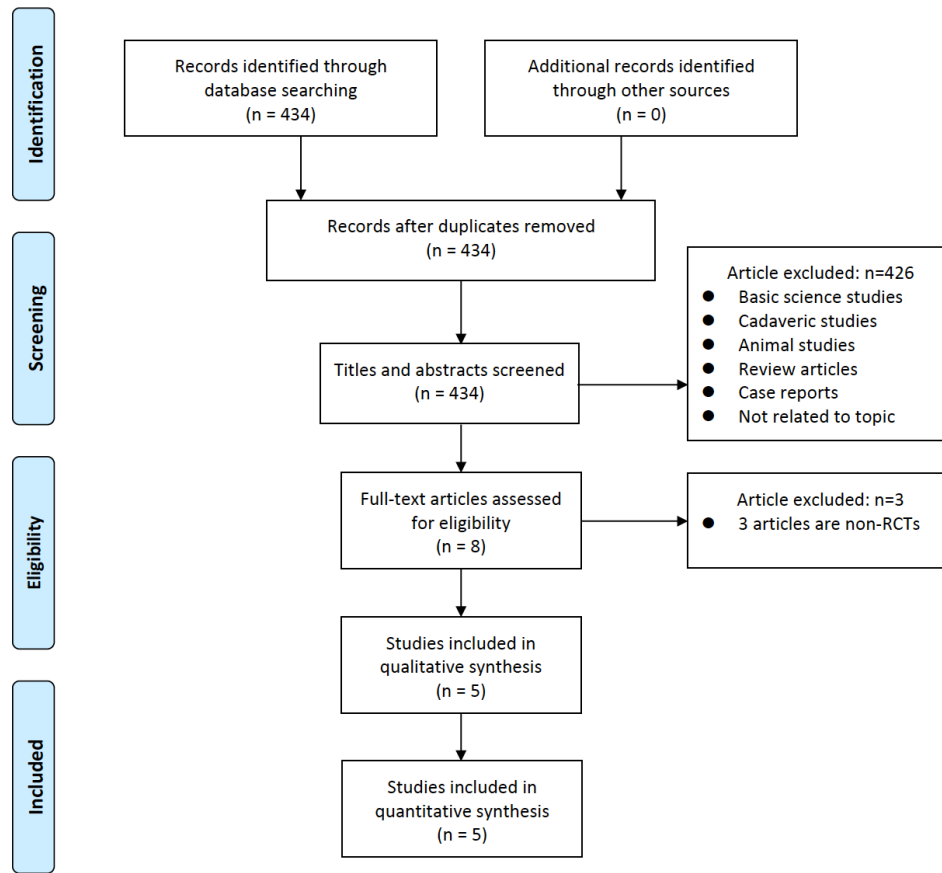 Identification
Records identified through
database searching
(n = 434)
Additional records identified
through other sources
(n = 0)
Records after duplicates removed
(n = 434)
Screening
Titles and abstracts screened
(n = 434)
Article excluded: n=426
● Basic science studies
● Cadaveric studies
● Animal studies
● Review articles
● Case reports
● Not related to topic
Eligibility
Full-text articles assessed
for eligibility
(n = 8)
Article excluded: n=3
● 3 articles are non-RCTs
Studies included in
qualitative synthesis
(n = 5)
Included
Studies included in
quantitative synthesis
(n = 5)